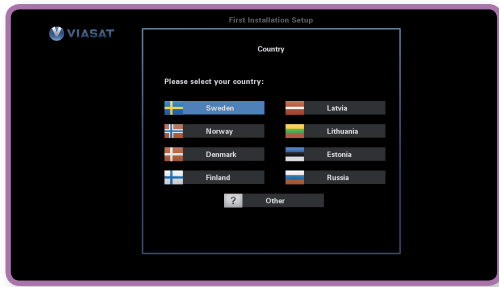 First Installation Setup
VIASAT
Country
Please select your country:
Sweden
Latvia
Norway
Lithuania
Denmark
Estonia
Finland
Russia
? Other